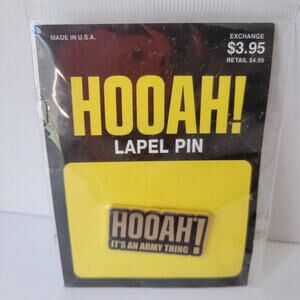 MADE IN U.S.A.
EXCHANGE
$3.95
RETAIL $4.95
HOOAH!
LAPEL PIN
HOOAH!
IT'S AN ARMY THING